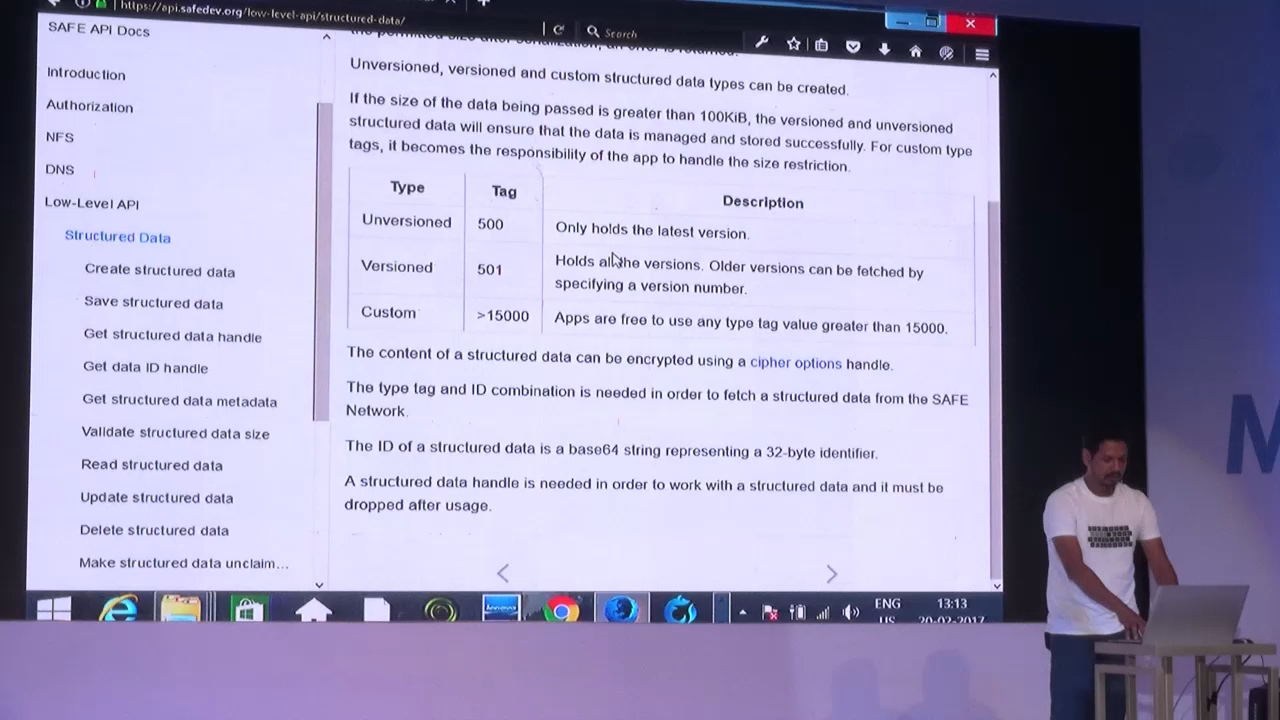 https://api.safedev.org/low-level-api/structured-data/
Search
SAFE API Docs
Introduction
Authorization
NFS
DNS
Low-Level API
Structured Data
Create structured data
Save structured data
Get structured data handle
Get data ID handle
Get structured data metadata
Validate structured data size
Read structured data
Update structured data
Delete structured data
Make structured data unclaim...
Unversioned, versioned and custom structured data types can be created.
If the size of the data being passed is greater than 100KiB, the versioned and unversioned
structured data will ensure that the data is managed and stored successfully. For custom type
tags, it becomes the responsibility of the app to handle the size restriction.
Type Tag Description
Unversioned 500 Only holds the latest version.
Versioned 501 Holds all the versions. Older versions can be fetched by
specifying a version number.
Custom >15000 Apps are free to use any type tag value greater than 15000.
The content of a structured data can be encrypted using a cipher options handle.
The type tag and ID combination is needed in order to fetch a structured data from the SAFE
Network.
The ID of a structured data is a base64 string representing a 32-byte identifier.
A structured data handle is needed in order to work with a structured data and it must be
dropped after usage.
ENG
US
13:13
20-02-2017
M